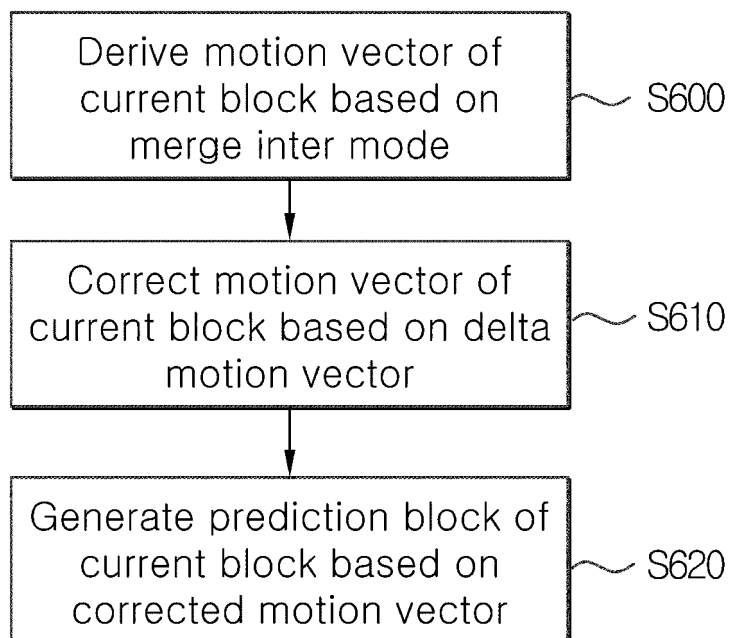 Derive motion vector of
current block based on
merge inter mode
S600
Correct motion vector of
current block based on delta
motion vector
S610
Generate prediction block of
current block based on
corrected motion vector
S620